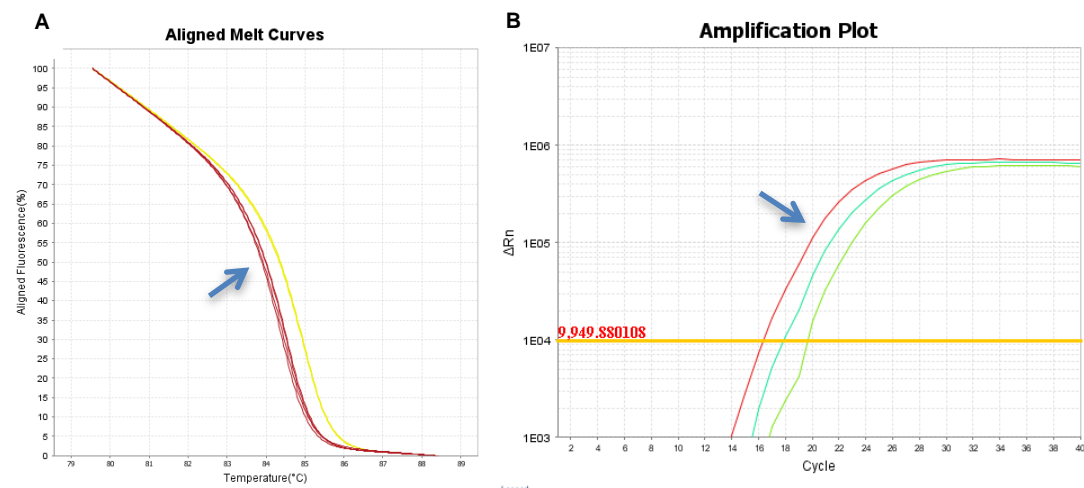 A
Aligned Melt Curves
Aligned Fluorescence(%)
100
95
90
85
80
75
70
65
60
55
50
45
40
35
30
25
20
15
10
5
0
79 80 81 82 83 84 85 86 87 88 89
Temperature(°C)
B
Amplification Plot
ΔRn
1E07
1E06
1E05
1E04
1E03
9,949.880108
2 4 6 8 10 12 14 16 18 20 22 24 26 28 30 32 34 36 38 40
Cycle